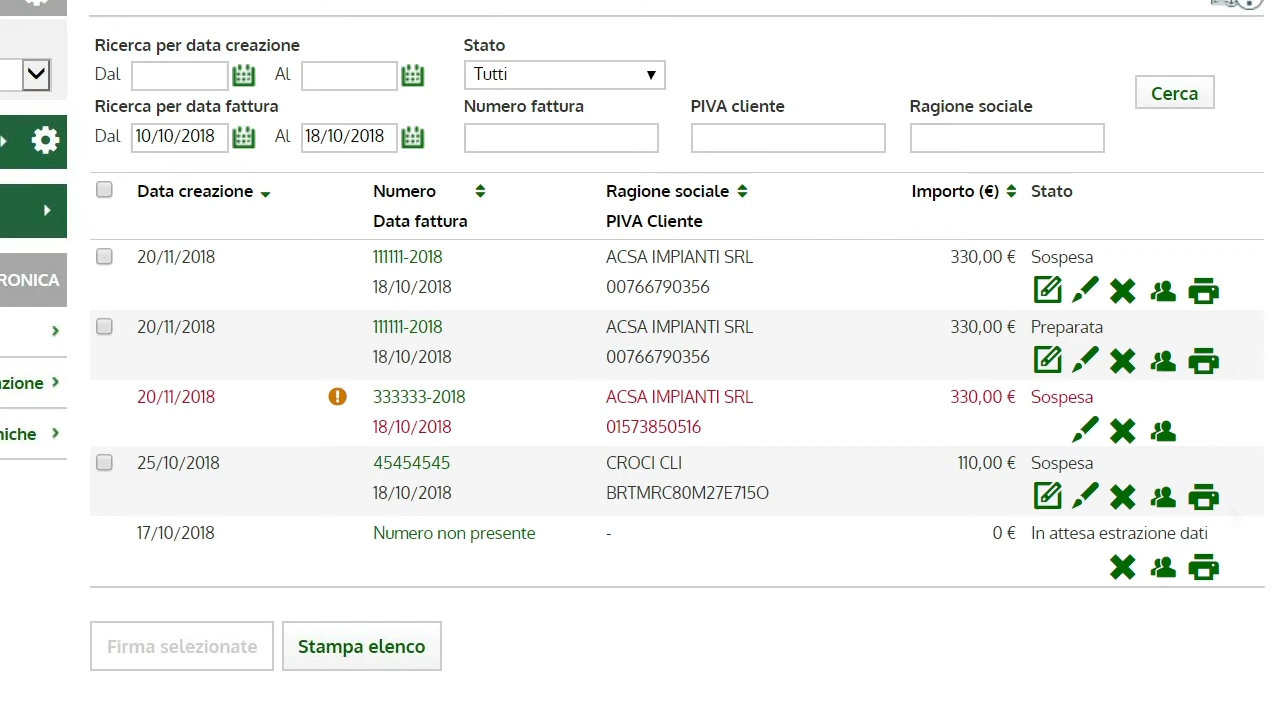 Ricerca per data creazione
Stato
Dal
Al
Tutti
Cerca
Ricerca per data fattura
Numero fattura
PIVA cliente
Ragione sociale
Dal 10/10/2018
Al 18/10/2018
Data creazione
Numero
Ragione sociale
Importo (€)
Stato
Data fattura
PIVA Cliente
20/11/2018
111111-2018
ACSA IMPIANTI SRL
330,00 €
Sospesa
18/10/2018
00766790356
RONICA
20/11/2018
111111-2018
ACSA IMPIANTI SRL
330,00 €
Preparata
18/10/2018
00766790356
azione
20/11/2018
333333-2018
ACSA IMPIANTI SRL
330,00 €
Sospesa
18/10/2018
01573850516
niche
25/10/2018
45454545
CROCI CLI
110,00 €
Sospesa
18/10/2018
BRTMRC80M27E715O
17/10/2018
Numero non presente
-
0 €
In attesa estrazione dati
Firma selezionate
Stampa elenco